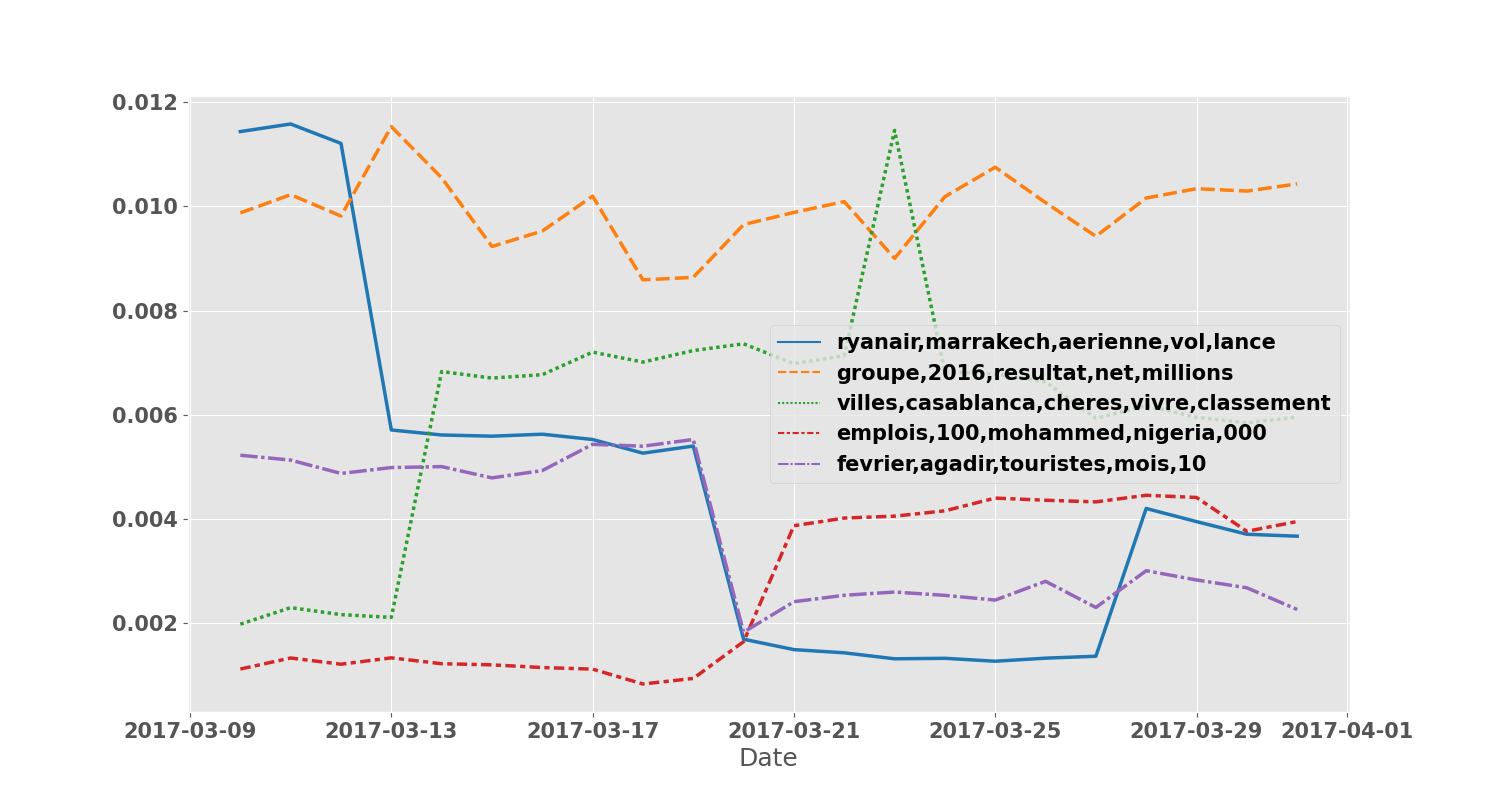 0.012
0.010
0.008
0.006
0.004
0.002
ryanair,marrakech,aerienne,vol,lance
groupe,2016,resultat,net,millions
villes,casablanca,cheres,vivre,classement
emplois,100,mohammed,nigeria,000
fevrier,agadir,touristes,mois,10
2017-03-09 2017-03-13 2017-03-17 2017-03-21 2017-03-25 2017-03-29 2017-04-01
Date